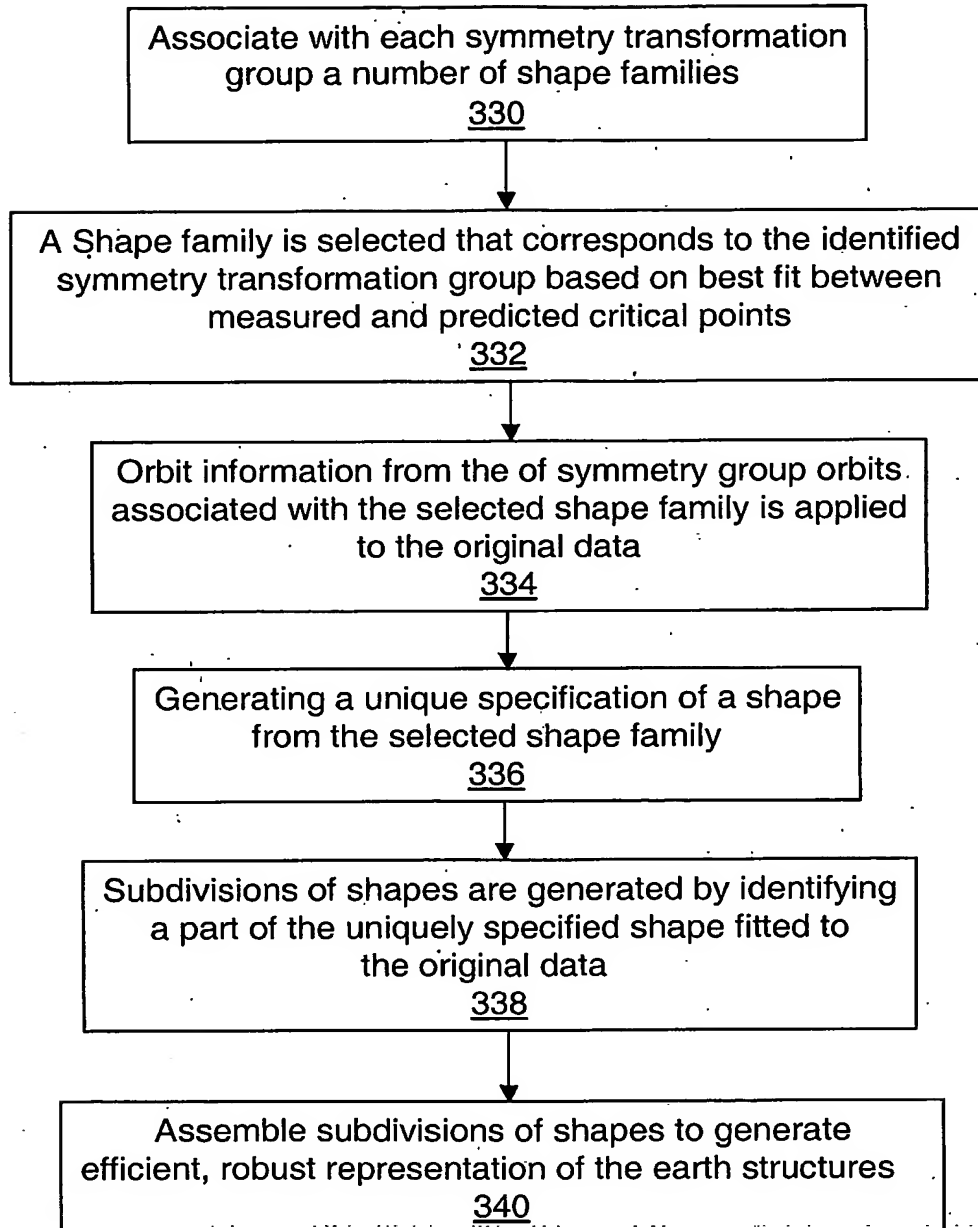 Associate with each symmetry transformation
group a number of shape families
330
A Shape family is selected that corresponds to the identified
symmetry transformation group based on best fit between
measured and predicted critical points
332
Orbit information from the of symmetry group orbits
associated with the selected shape family is applied
to the original data
334
Generating a unique specification of a shape
from the selected shape family
336
Subdivisions of shapes are generated by identifying
a part of the uniquely specified shape fitted to
the original data
338
Assemble subdivisions of shapes to generate
efficient, robust representation of the earth structures
340